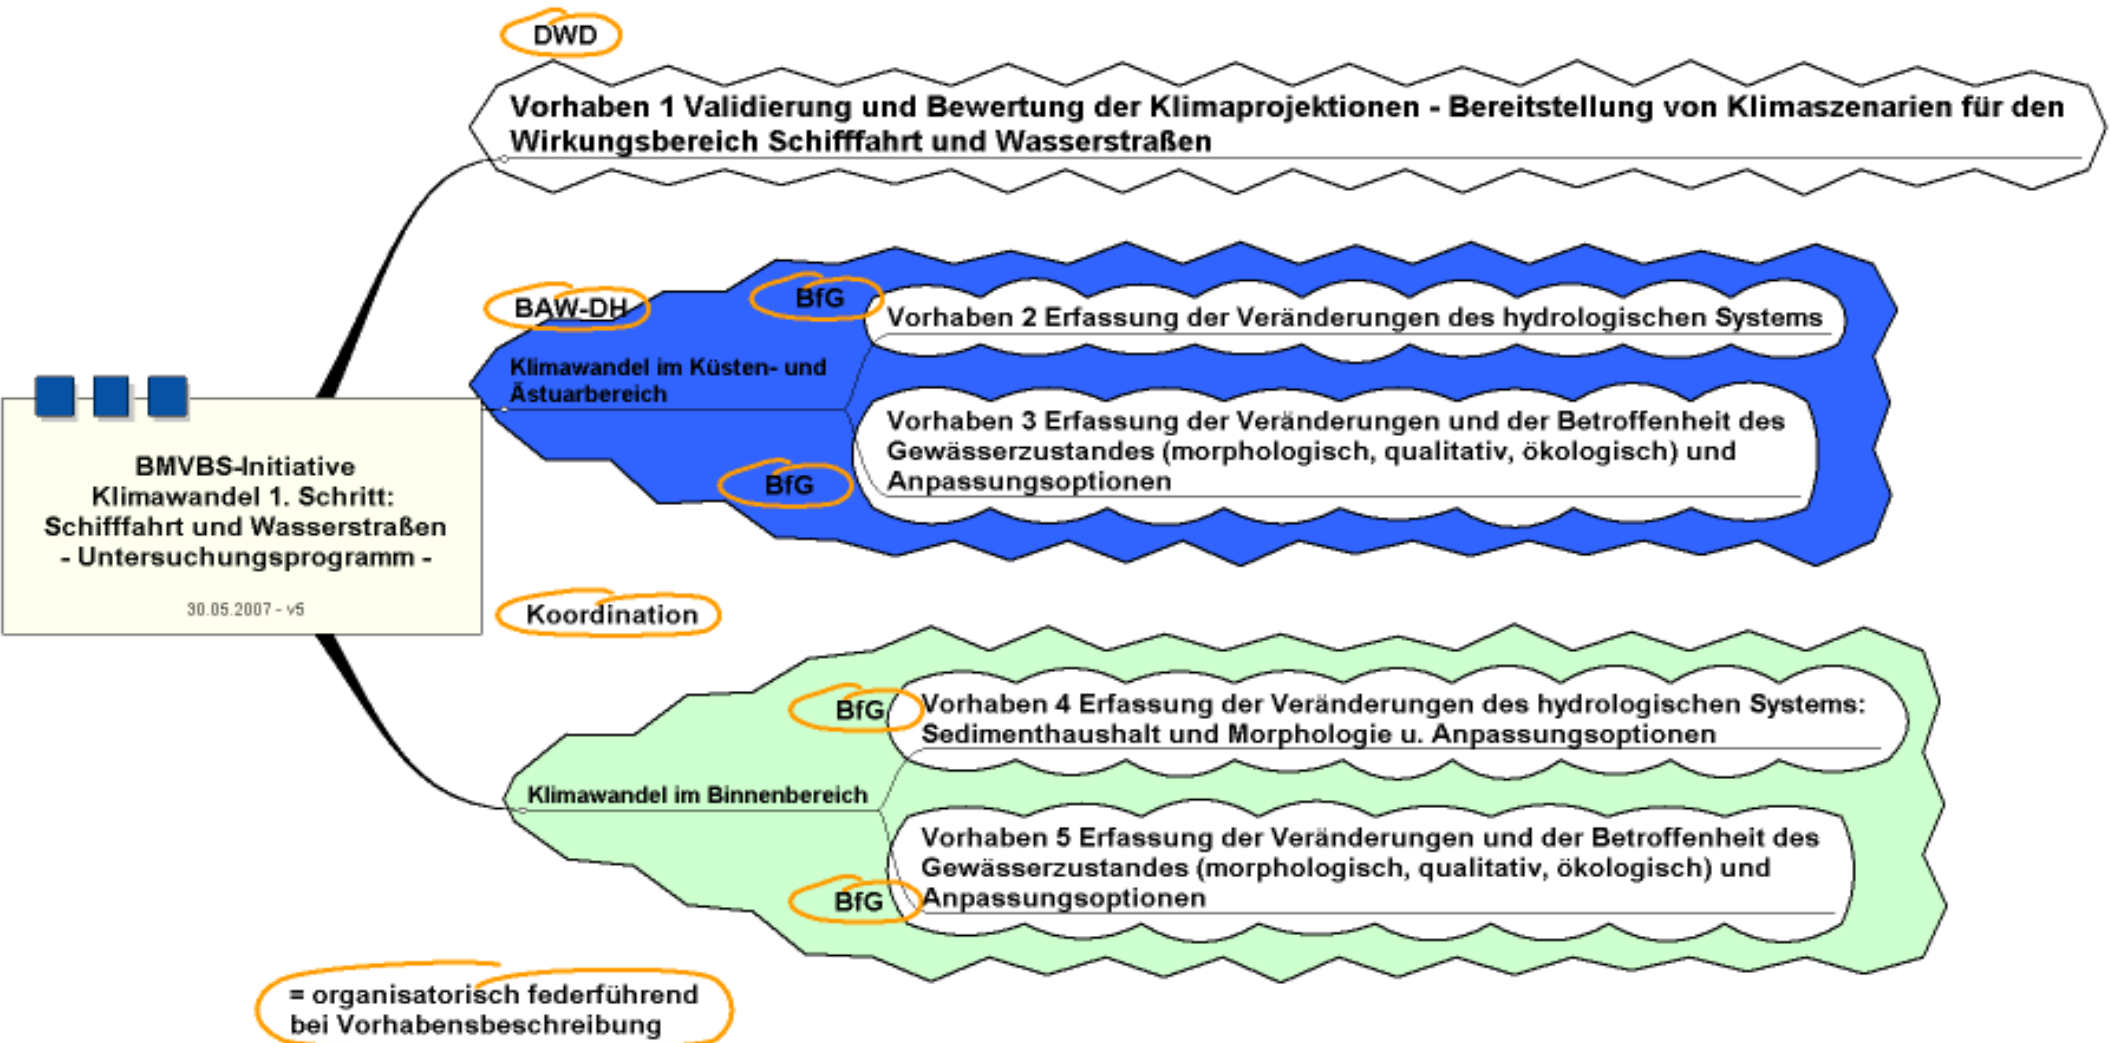 DWD
Vorhaben 1 Validierung und Bewertung der Klimaprojektionen - Bereitstellung von Klimaszenarien für den
Wirkungsbereich Schifffahrt und Wasserstraßen
BAW-DH
BfG
Vorhaben 2 Erfassung der Veränderungen des hydrologischen Systems
Klimawandel im Küsten- und
Ästuarbereich
Vorhaben 3 Erfassung der Veränderungen und der Betroffenheit des
Gewässerzustandes (morphologisch, qualitativ, ökologisch) und
Anpassungsoptionen
BfG
BMVBS-Initiative
Klimawandel 1. Schritt:
Schifffahrt und Wasserstraßen
- Untersuchungsprogramm -
30.05.2007 - v5
Koordination
BfG
Vorhaben 4 Erfassung der Veränderungen des hydrologischen Systems:
Sedimenthaushalt und Morphologie u. Anpassungsoptionen
Klimawandel im Binnenbereich
Vorhaben 5 Erfassung der Veränderungen und der Betroffenheit des
Gewässerzustandes (morphologisch, qualitativ, ökologisch) und
Anpassungsoptionen
BfG
= organisatorisch federführend
bei Vorhabensbeschreibung